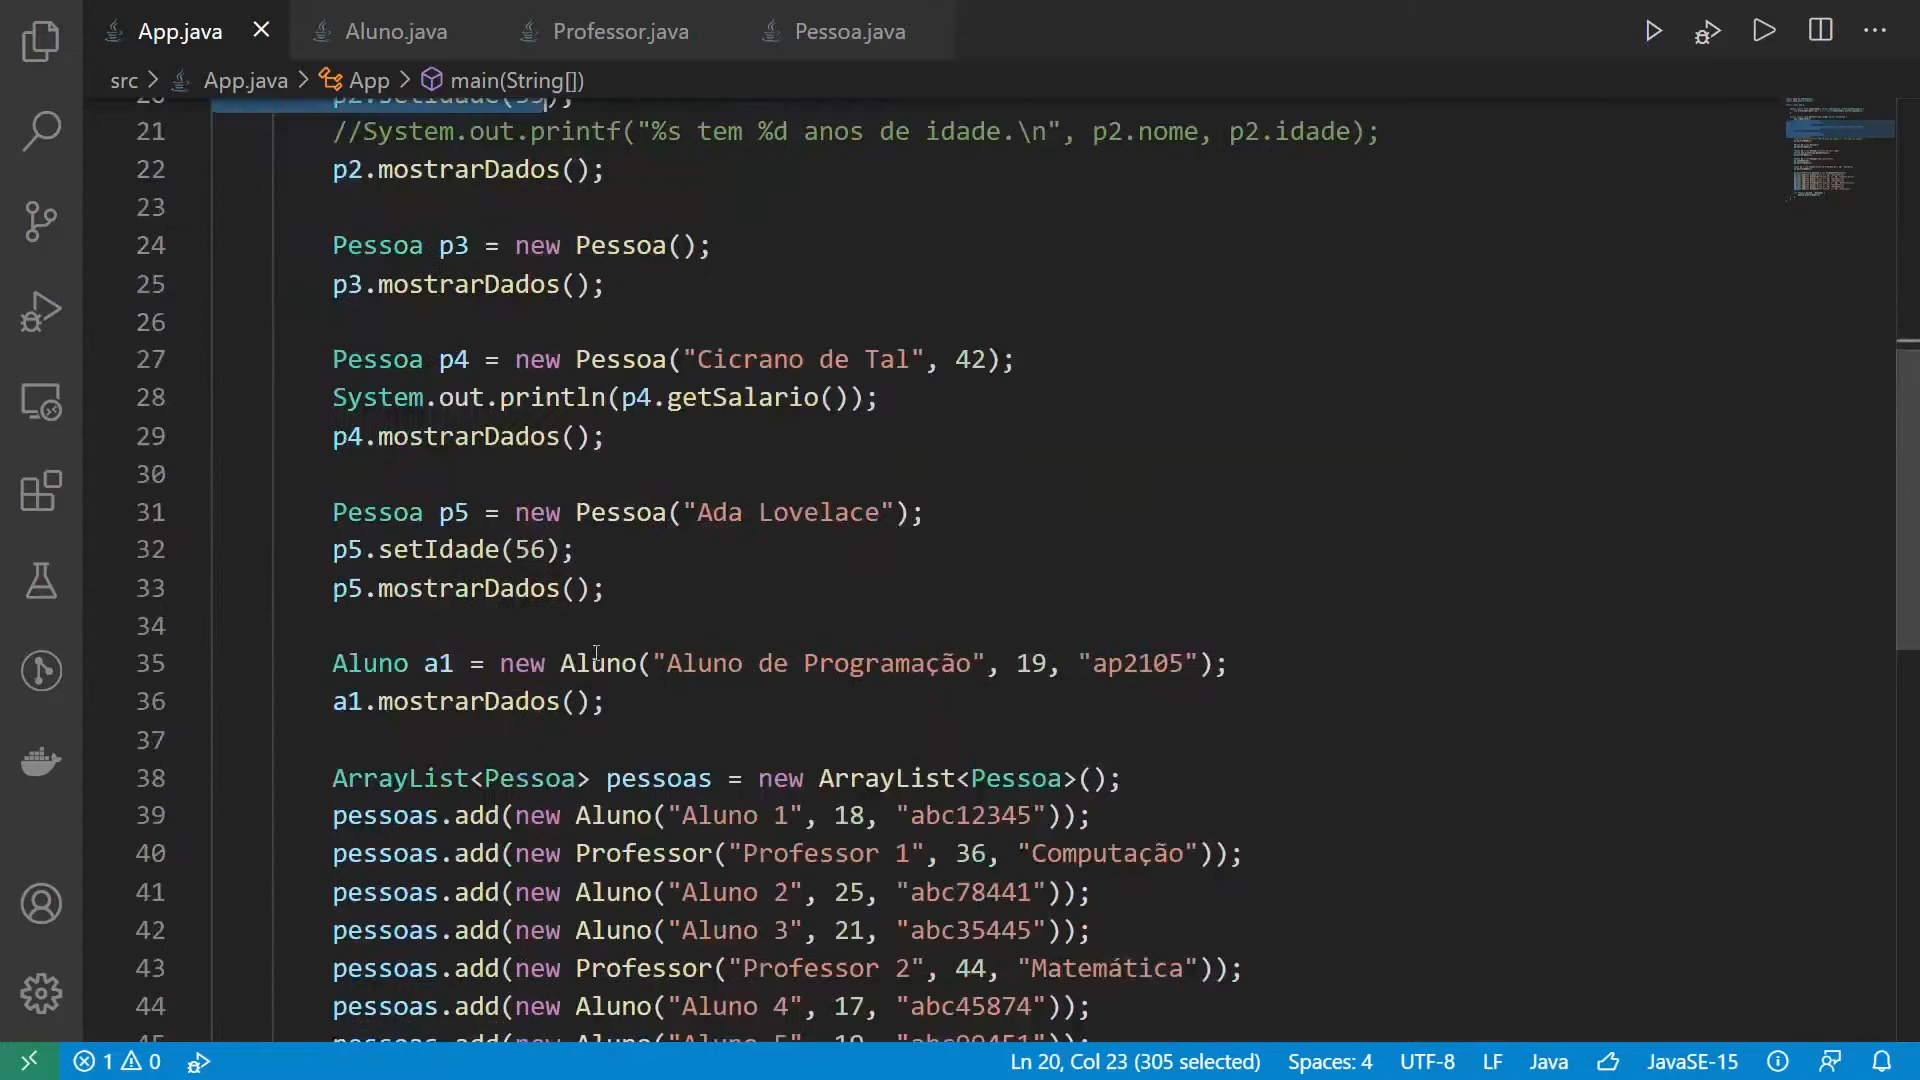 App.java
Aluno.java
Professor.java
Pessoa.java
src > App.java > App > main(String[])
21 //System.out.printf("%s tem %d anos de idade.\n", p2.nome, p2.idade);
22 p2.mostrarDados();
23
24 Pessoa p3 = new Pessoa();
25 p3.mostrarDados();
26
27 Pessoa p4 = new Pessoa("Cicrano de Tal", 42);
28 System.out.println(p4.getSalario());
29 p4.mostrarDados();
30
31 Pessoa p5 = new Pessoa("Ada Lovelace");
32 p5.setIdade(56);
33 p5.mostrarDados();
34
35 Aluno a1 = new Aluno("Aluno de Programação", 19, "ap2105");
36 a1.mostrarDados();
37
38 ArrayList<Pessoa> pessoas = new ArrayList<Pessoa>();
39 pessoas.add(new Aluno("Aluno 1", 18, "abc12345"));
40 pessoas.add(new Professor("Professor 1", 36, "Computação"));
41 pessoas.add(new Aluno("Aluno 2", 25, "abc78441"));
42 pessoas.add(new Aluno("Aluno 3", 21, "abc35445"));
43 pessoas.add(new Professor("Professor 2", 44, "Matemática"));
44 pessoas.add(new Aluno("Aluno 4", 17, "abc45874"));
1 0 Ln 20, Col 23 (305 selected) Spaces: 4 UTF-8 LF Java JavaSE-15